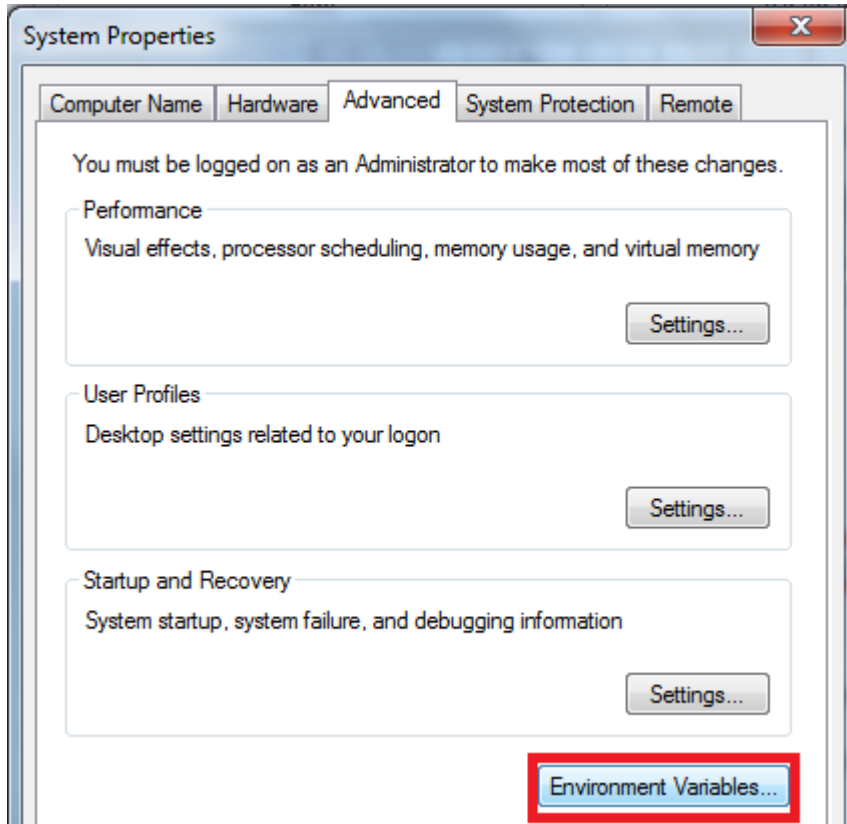 System Properties
Computer Name Hardware Advanced System Protection Remote
You must be logged on as an Administrator to make most of these changes.
Performance
Visual effects, processor scheduling, memory usage, and virtual memory
Settings...
User Profiles
Desktop settings related to your logon
Settings...
Startup and Recovery
System startup, system failure, and debugging information
Settings...
Environment Variables...